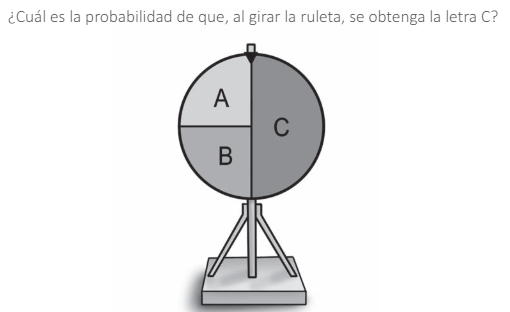 ¿Cuál es la probabilidad de que, al girar la ruleta, se obtenga la letra C?
A
C
B